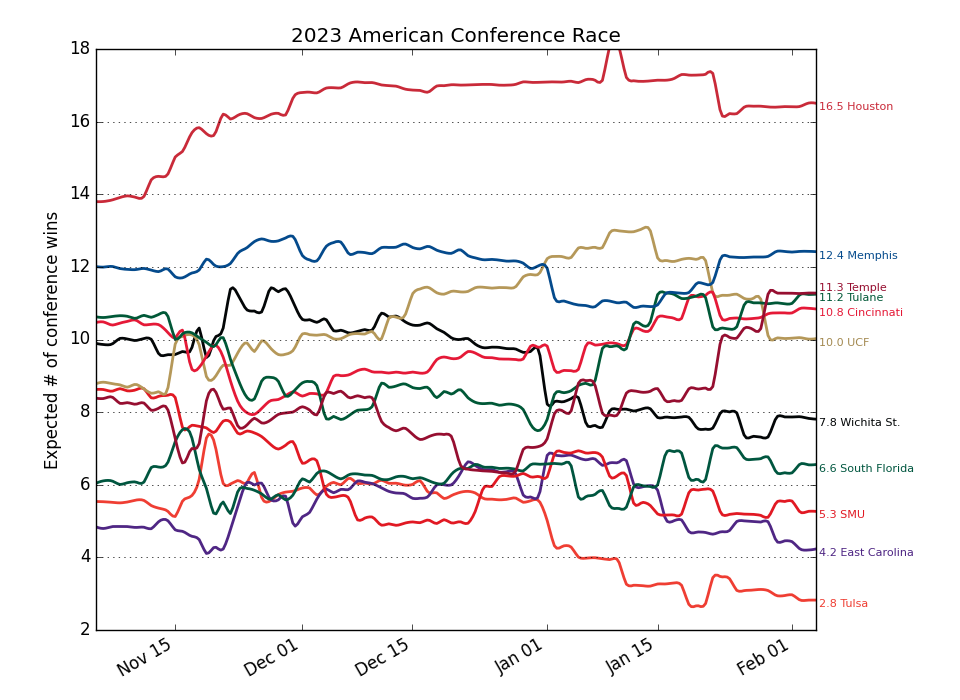 2023 American Conference Race
Expected # of conference wins
18
16
14
12
10
8
6
4
2
16.5 Houston
12.4 Memphis
11.3 Temple
11.2 Tulane
10.8 Cincinnati
10.0 UCF
7.8 Wichita St.
6.6 South Florida
5.3 SMU
4.2 East Carolina
2.8 Tulsa
Nov 15
Dec 01
Dec 15
Jan 01
Jan 15
Feb 01